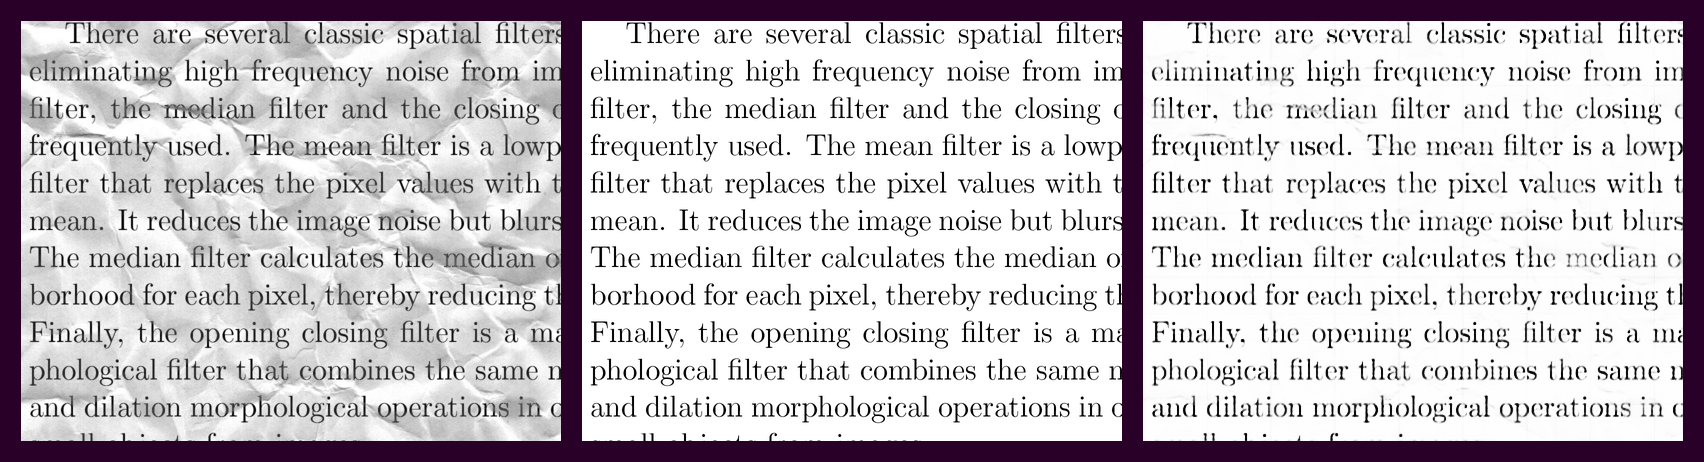 There are several classic spatial filters
eliminating high frequency noise from im
filter, the median filter and the closing
frequently used. The mean filter is a lowp
filter that replaces the pixel values with t
mean. It reduces the image noise but blurs
The median filter calculates the median o
borhood for each pixel, thereby reducing t
Finally, the opening closing filter is a ma
phological filter that combines the same
and dilation morphological operations in
There are several classic spatial filters
eliminating high frequency noise from im
filter, the median filter and the closing
frequently used. The mean filter is a lowp
filter that replaces the pixel values with t
mean. It reduces the image noise but blurs
The median filter calculates the median o
borhood for each pixel, thereby reducing t
Finally, the opening closing filter is a ma
phological filter that combines the same
and dilation morphological operations in
There are several classic spatial filters
eliminating high frequency noise from im
filter, the median filter and the closing
frequently used. The mean filter is a lowp
filter that replaces the pixel values with t
mean. It reduces the image noise but blurs
The median filter calculates the median o
borhood for each pixel, thereby reducing t
Finally, the opening closing filter is a ma
phological filter that combines the same
and dilation morphological operations in